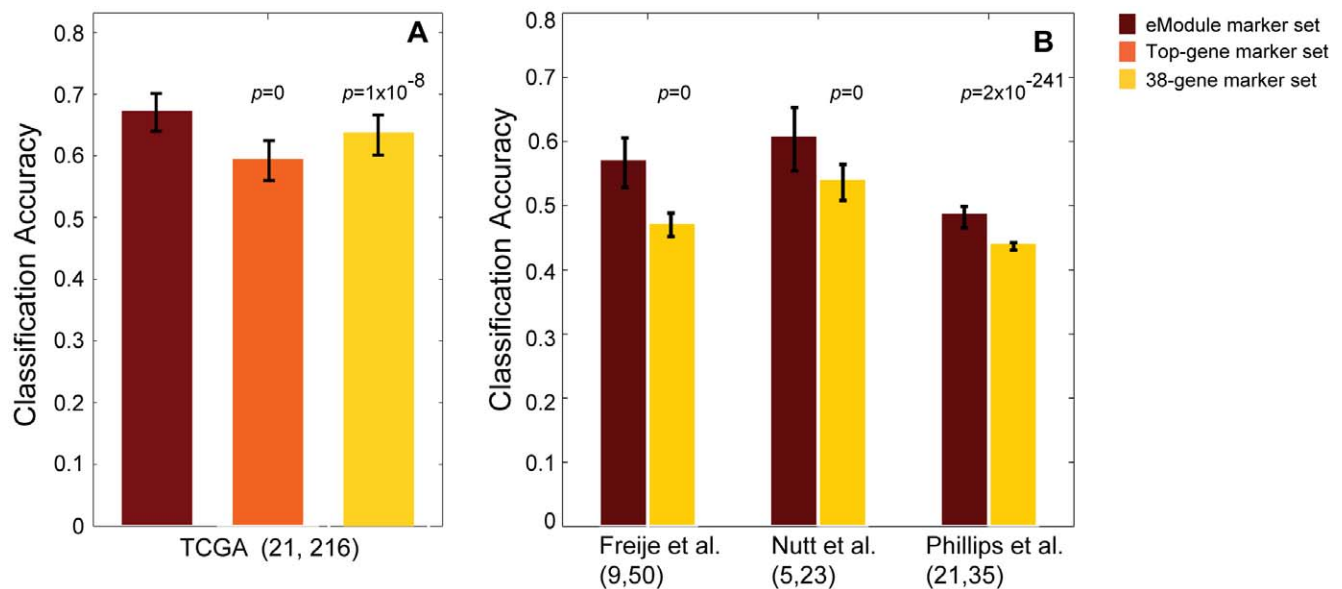 A
Classification Accuracy
0.8
0.7
0.6
0.5
0.4
0.3
0.2
0.1
0
p=0
p=1x10^-8
TCGA (21, 216)
B
Classification Accuracy
0.8
0.7
0.6
0.5
0.4
0.3
0.2
0.1
0
p=0
p=0
p=2x10^-241
Freije et al.
(9,50)
Nutt et al.
(5,23)
Phillips et al.
(21,35)
eModule marker set
Top-gene marker set
38-gene marker set